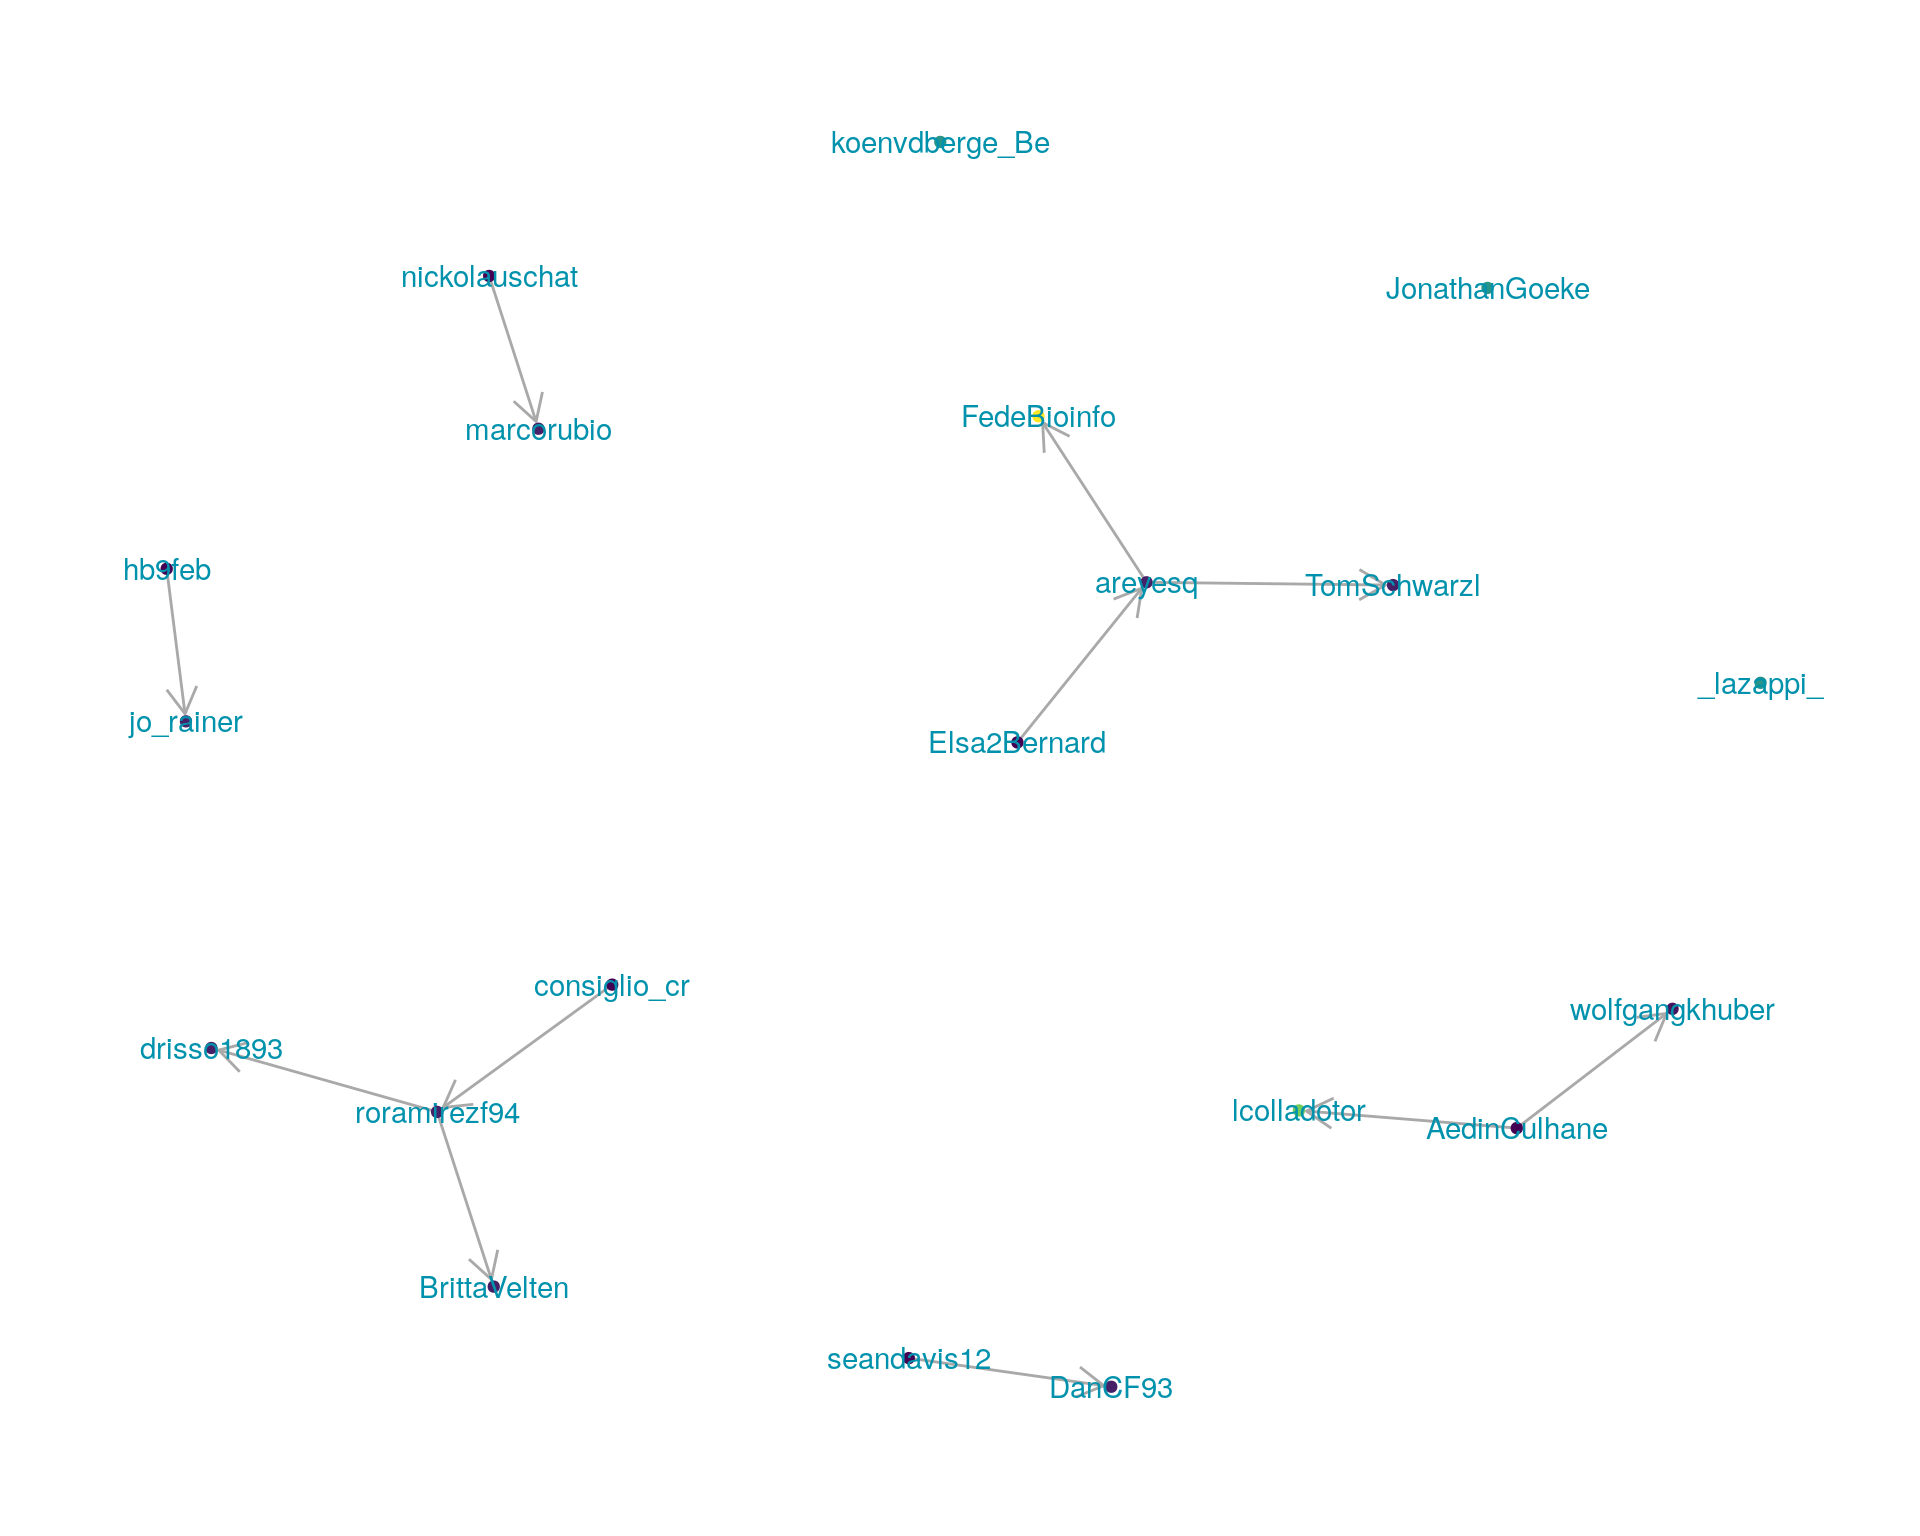 koenvdberge_Be
nickolauschat
JonathanGoeke
FedeBioinfo
marcorubio
hb9feb
areyesq
TomSchwarzl
_lazappi_
jo_rainer
Elsa2Bernard
consiglio_cr
wolfgangkhuber
drisso1893
roramirezf94
lcolladotor
AedinCulhane
BrittaVelten
seandavis12
DanCF93